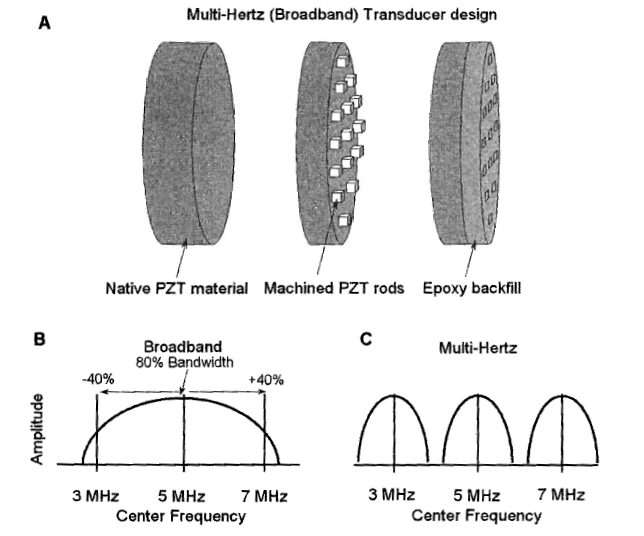 A
Multi-Hertz (Broadband) Transducer design
Native PZT material
Machined PZT rods
Epoxy backfill
B
Broadband
80% Bandwidth
-40%
+40%
Amplitude
3 MHz
5 MHz
7 MHz
Center Frequency
C
Multi-Hertz
3 MHz
5 MHz
7 MHz
Center Frequency